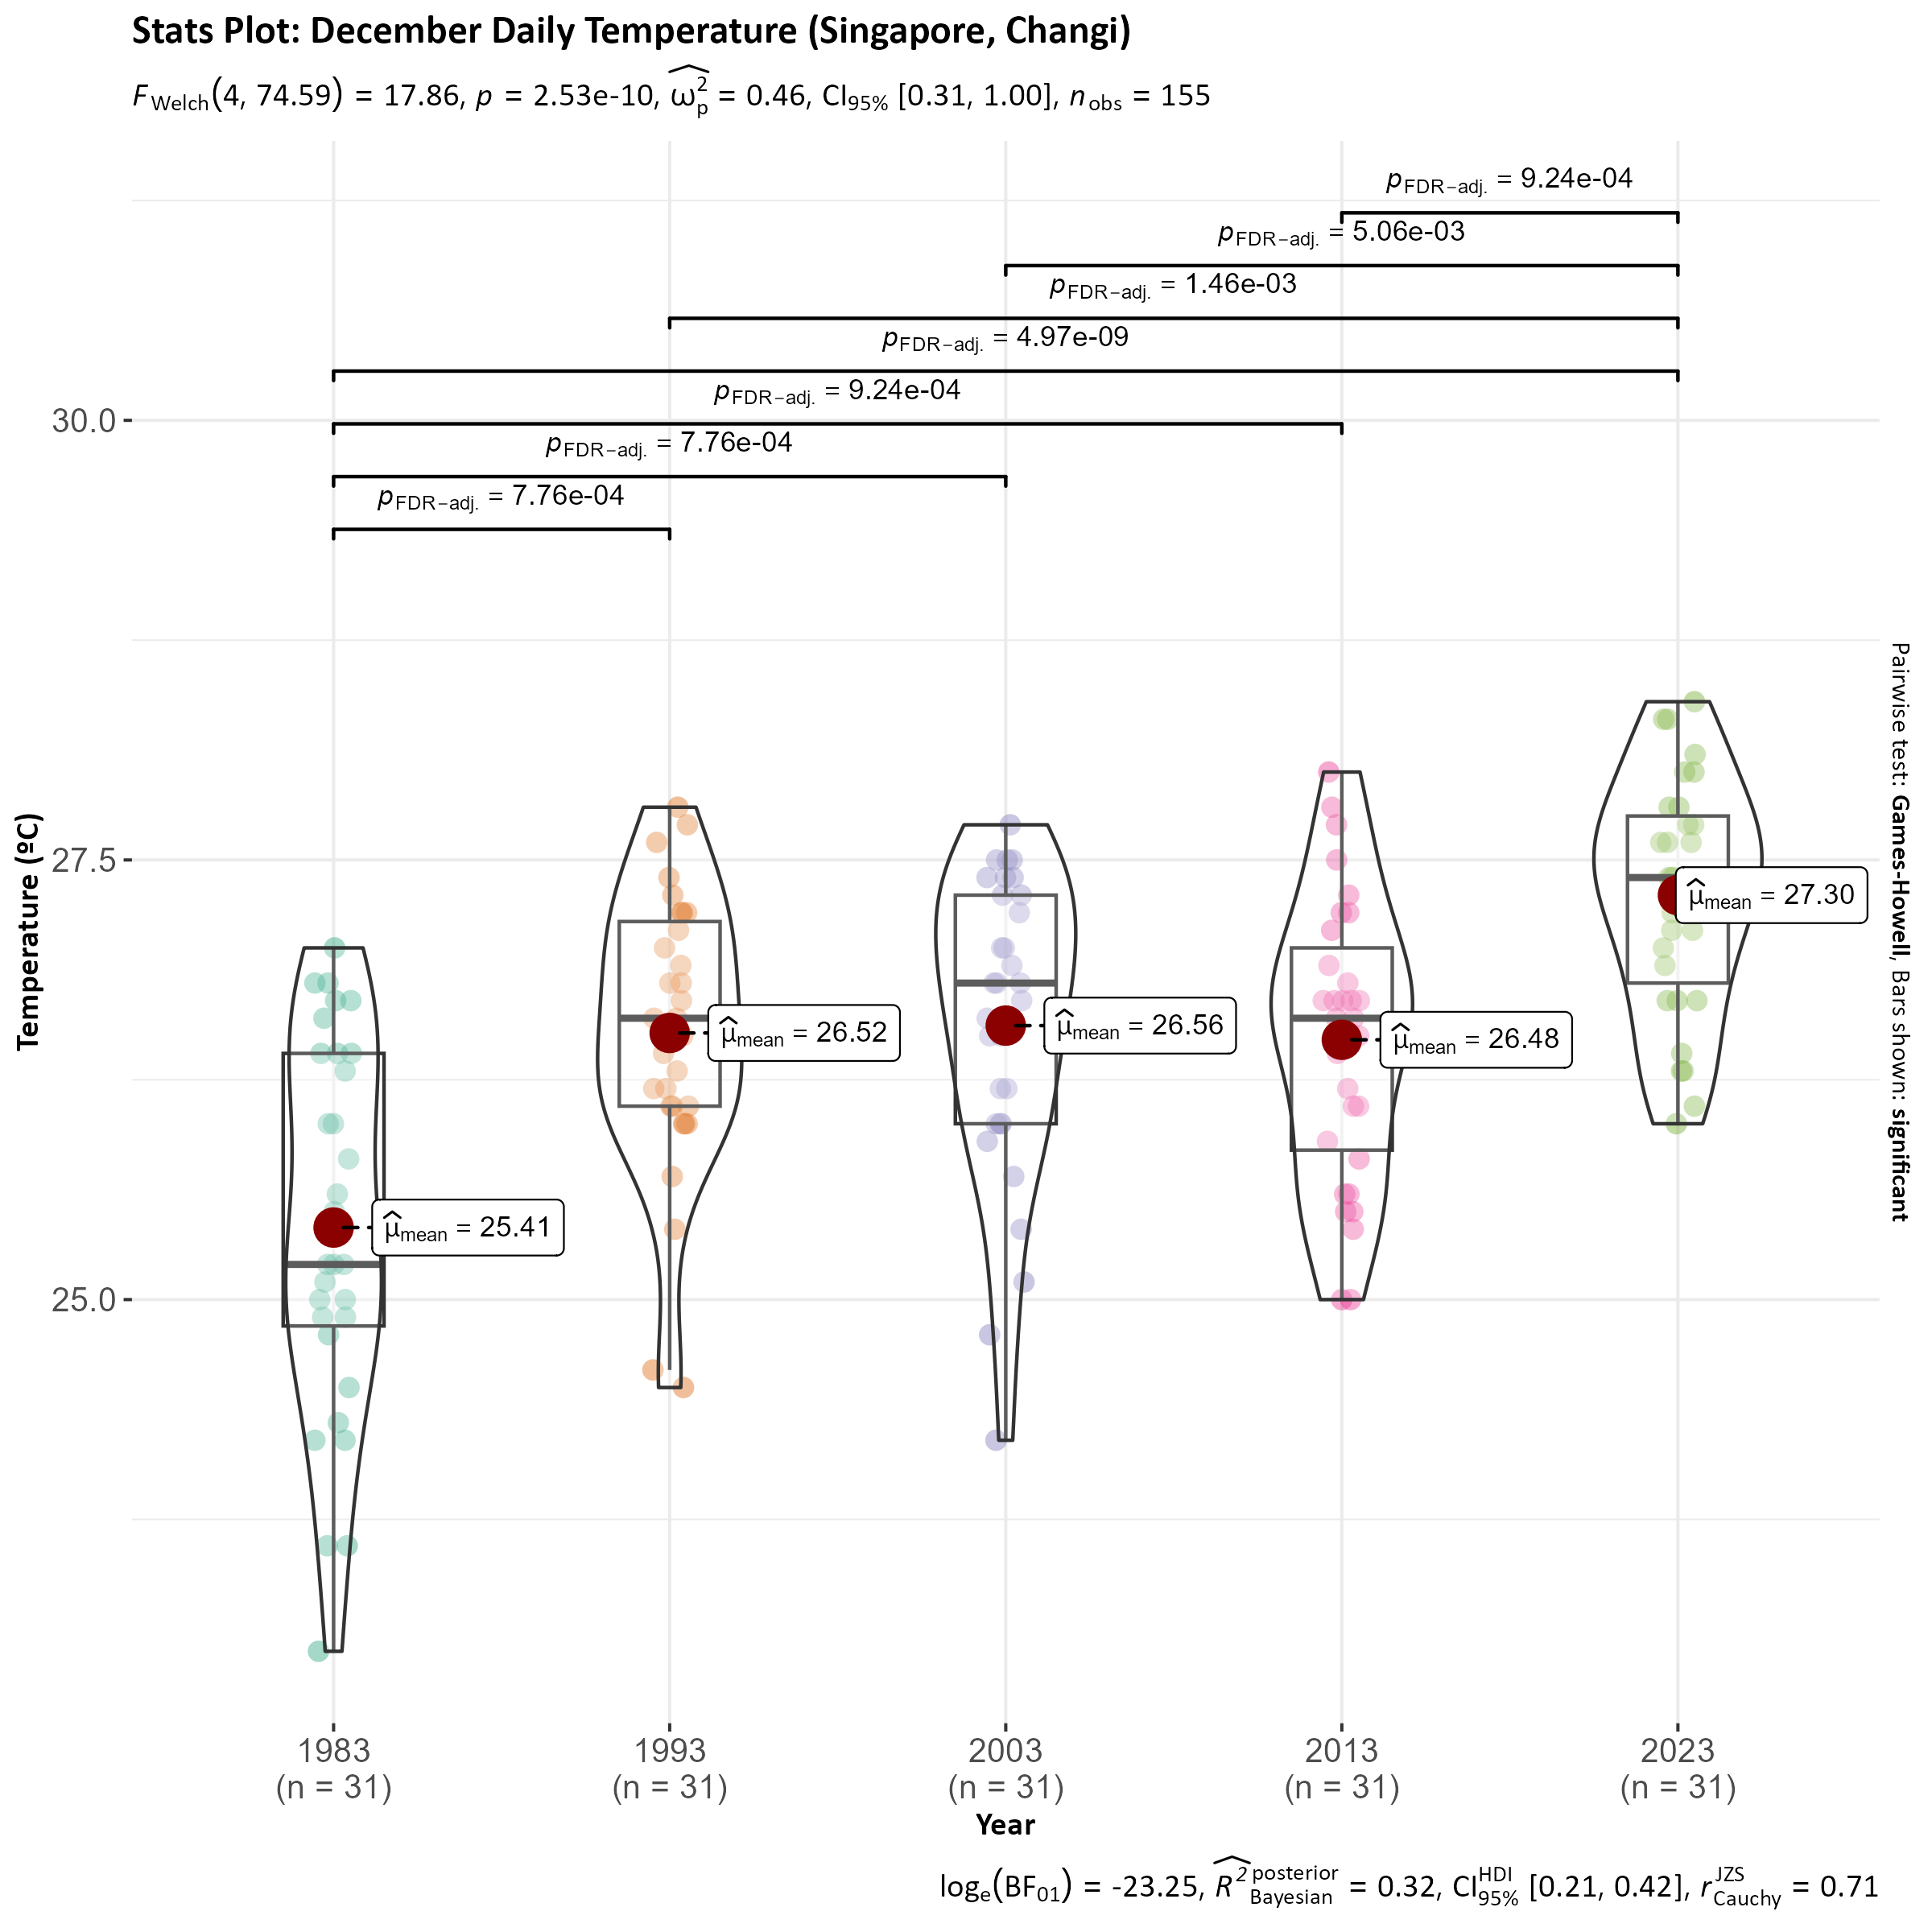 Stats Plot: December Daily Temperature (Singapore, Changi)
F Welch(4, 74.59) = 17.86, p = 2.53e-10, ω̂²p = 0.46, CI95% [0.31, 1.00], nobs = 155
pFDR−adj. = 9.24e-04
pFDR−adj. = 5.06e-03
pFDR−adj. = 1.46e-03
pFDR−adj. = 4.97e-09
pFDR−adj. = 9.24e-04
pFDR−adj. = 7.76e-04
pFDR−adj. = 7.76e-04
30.0
27.5
25.0
Temperature (ºC)
μ̂mean = 25.41
μ̂mean = 26.52
μ̂mean = 26.56
μ̂mean = 26.48
μ̂mean = 27.30
Pairwise test: Games-Howell, Bars shown: significant
1983 1993 2003 2013 2023
(n = 31) (n = 31) (n = 31) (n = 31) (n = 31)
Year
loge(BF01) = -23.25, R̂² posterior Bayesian = 0.32, CI HDI 95% [0.21, 0.42], r JZS Cauchy = 0.71